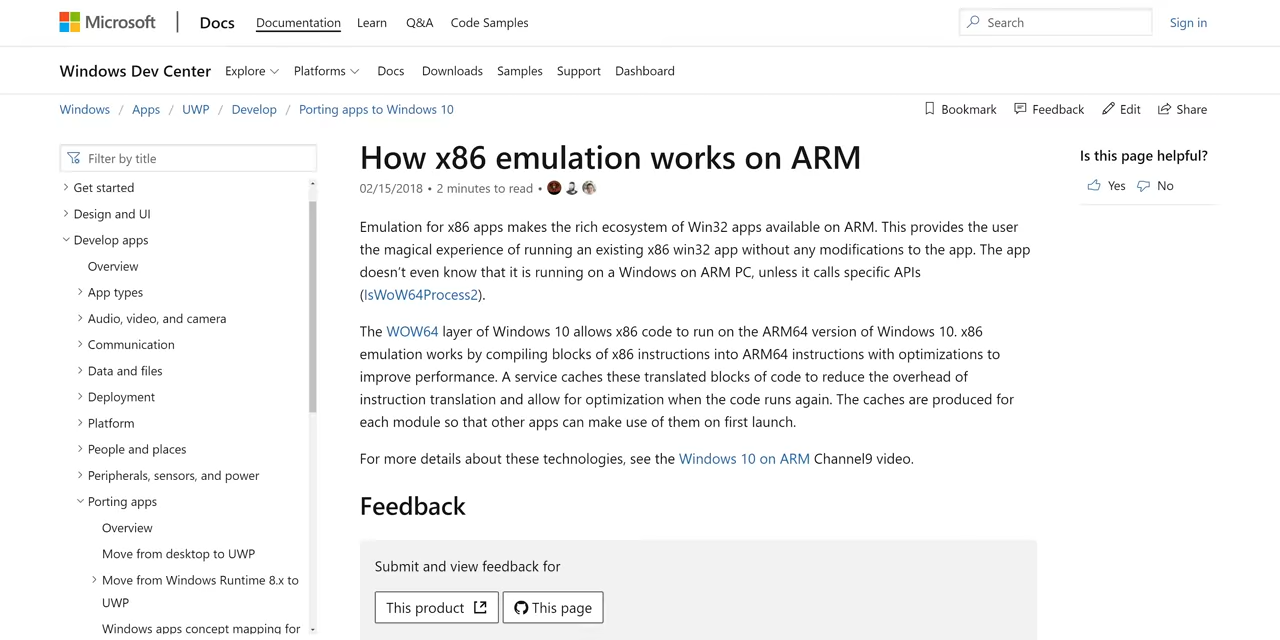 Microsoft Docs Documentation Learn Q&A Code Samples Search Sign in
Windows Dev Center Explore Platforms Docs Downloads Samples Support Dashboard
Windows / Apps / UWP / Develop / Porting apps to Windows 10 Bookmark Feedback Edit Share
Filter by title
Get started
Design and UI
Develop apps
Overview
App types
Audio, video, and camera
Communication
Data and files
Deployment
Platform
People and places
Peripherals, sensors, and power
Porting apps
Overview
Move from desktop to UWP
Move from Windows Runtime 8.x to
UWP
Windows apps concept mapping for
How x86 emulation works on ARM
02/15/2018 • 2 minutes to read •
Emulation for x86 apps makes the rich ecosystem of Win32 apps available on ARM. This provides the user
the magical experience of running an existing x86 win32 app without any modifications to the app. The app
doesn’t even know that it is running on a Windows on ARM PC, unless it calls specific APIs
(IsWoW64Process2).
The WOW64 layer of Windows 10 allows x86 code to run on the ARM64 version of Windows 10. x86
emulation works by compiling blocks of x86 instructions into ARM64 instructions with optimizations to
improve performance. A service caches these translated blocks of code to reduce the overhead of
instruction translation and allow for optimization when the code runs again. The caches are produced for
each module so that other apps can make use of them on first launch.
For more details about these technologies, see the Windows 10 on ARM Channel9 video.
Feedback
Submit and view feedback for
This product This page
Is this page helpful?
Yes No